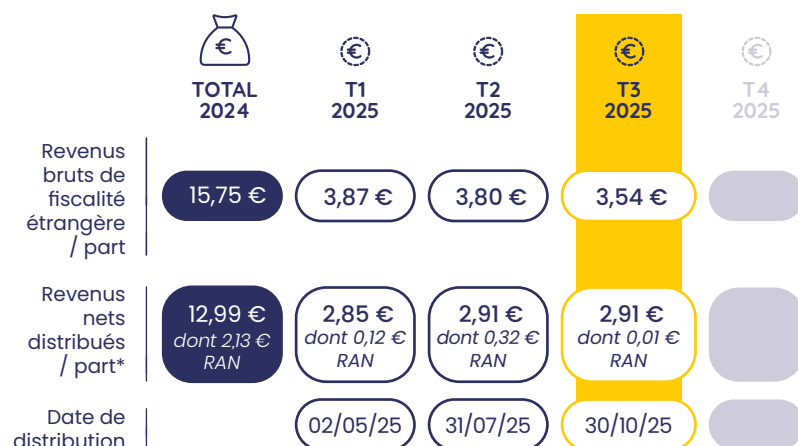 € € € € €
TOTAL 2024
T1 2025
T2 2025
T3 2025
T4 2025
Revenus
bruts de
fiscalité
étrangère
/ part
15,75 €
3,87 €
3,80 €
3,54 €
Revenus
nets
distribués
/ part*
12,99 €
dont 2,13 €
RAN
2,85 €
dont 0,12 €
RAN
2,91 €
dont 0,32 €
RAN
2,91 €
dont 0,01 €
RAN
Date de
distribution
02/05/25
31/07/25
30/10/25